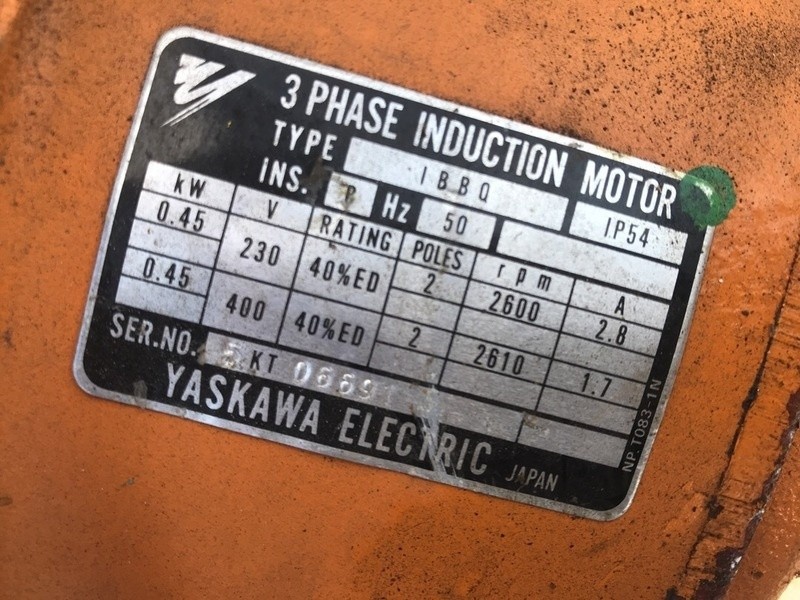 3 PHASE INDUCTION MOTOR
TYPE IBBQ IP54
INS. Hz 50
kW V RATING POLES rpm A
0.45 230 40%ED 2 2600 2.8
0.45 400 40%ED 2 2610 1.7
SER.NO. KT 06691
YASKAWA ELECTRIC JAPAN
NP.T083-1N